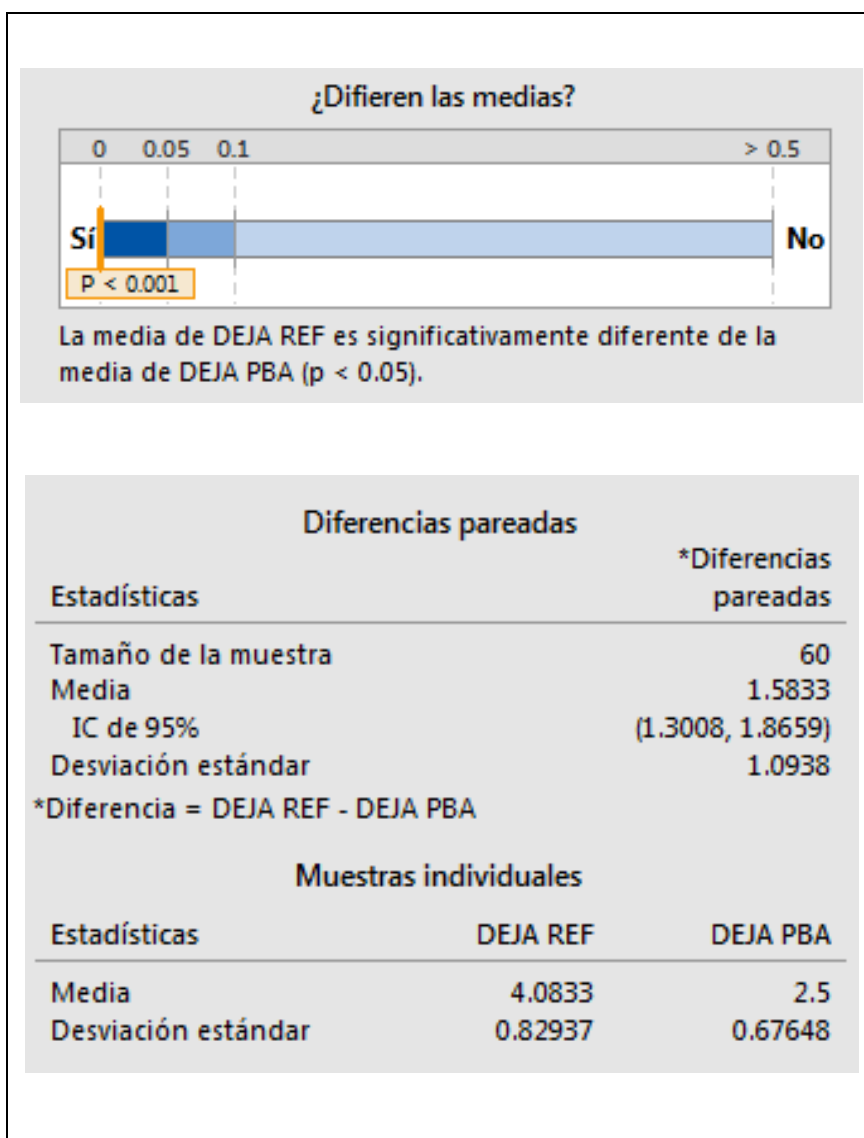 ¿Difieren las medias?
0 0.05 0.1 > 0.5
Sí No
P < 0.001
La media de DEJA REF es significativamente diferente de la
media de DEJA PBA (p < 0.05).
Diferencias pareadas
*Diferencias
Estadísticas pareadas
Tamaño de la muestra 60
Media 1.5833
IC de 95% (1.3008, 1.8659)
Desviación estándar 1.0938
*Diferencia = DEJA REF - DEJA PBA
Muestras individuales
Estadísticas DEJA REF DEJA PBA
Media 4.0833 2.5
Desviación estándar 0.82937 0.67648